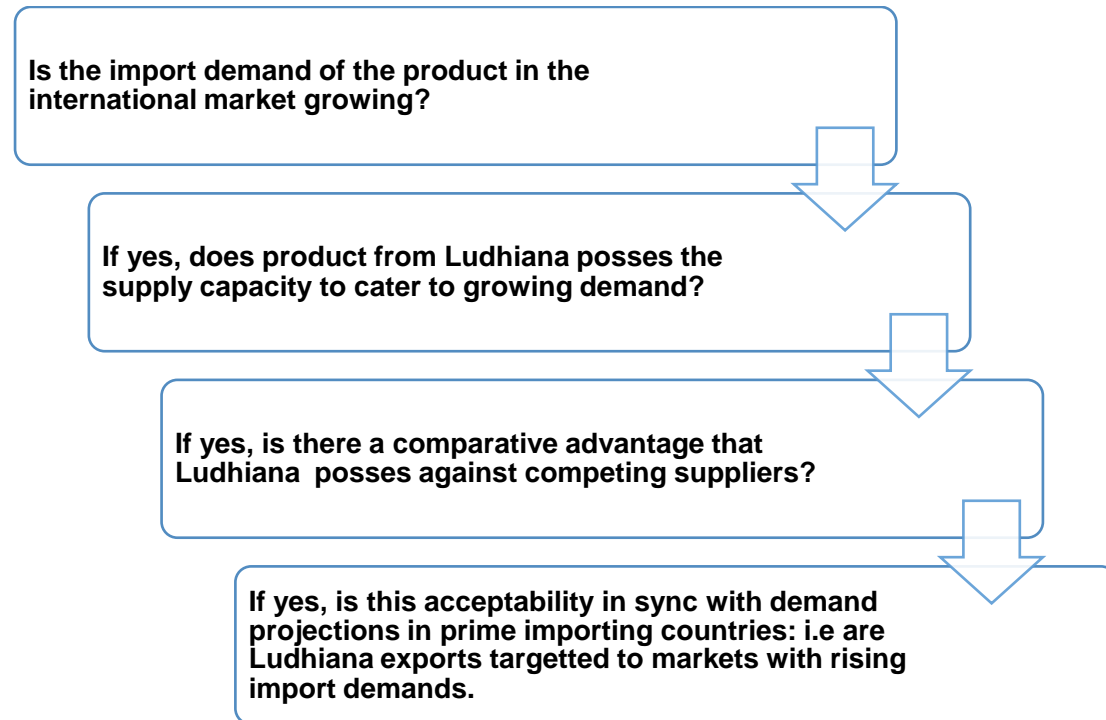 Is the import demand of the product in the
international market growing?
If yes, does product from Ludhiana posses the
supply capacity to cater to growing demand?
If yes, is there a comparative advantage that
Ludhiana  posses against competing suppliers?
If yes, is this acceptability in sync with demand
projections in prime importing countries: i.e are
Ludhiana exports targetted to markets with rising
import demands.